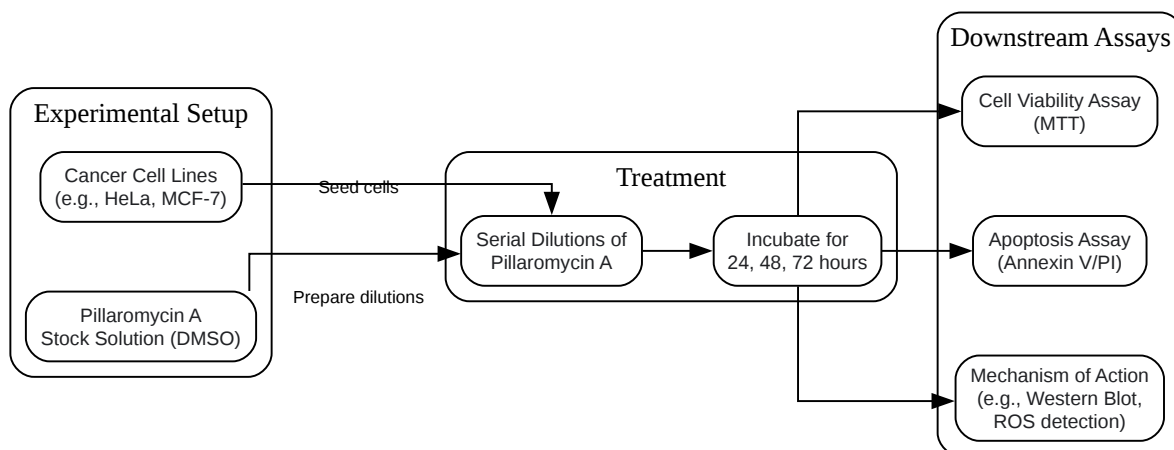 Experimental Setup
Cancer Cell Lines
(e.g., HeLa, MCF-7)
Pillaromycin A
Stock Solution (DMSO)
Seed cells
Prepare dilutions
Treatment
Serial Dilutions of
Pillaromycin A
Incubate for
24, 48, 72 hours
Downstream Assays
Cell Viability Assay
(MTT)
Apoptosis Assay
(Annexin V/PI)
Mechanism of Action
(e.g., Western Blot,
ROS detection)